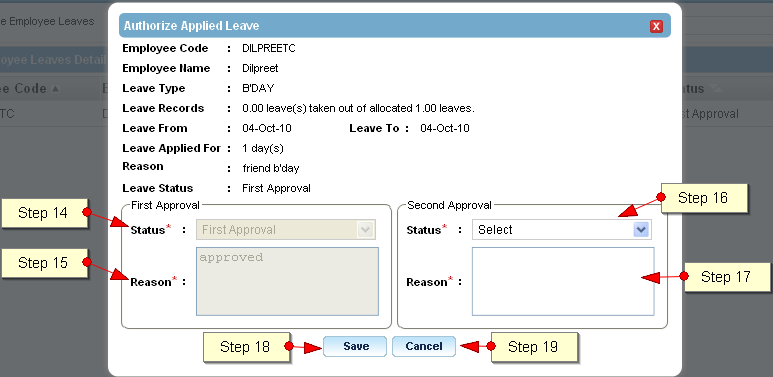 Authorize Applied Leave
e Employee Leaves
Employee Code : DILPREETC
oyee Leaves Detail
Employee Name : Dilpreet
Leave Type : B'DAY
ee Code
Leave Records : 0.00 leave(s) taken out of allocated 1.00 leaves.
TC
st Approval
Leave From : 04-Oct-10 Leave To : 04-Oct-10
Leave Applied For : 1 day(s)
Reason : friend b'day
Leave Status : First Approval
First Approval
Status* : First Approval
Reason* : approved
Second Approval
Status* : Select
Reason* :
Save Cancel
Step 14
Step 15
Step 16
Step 17
Step 18
Step 19